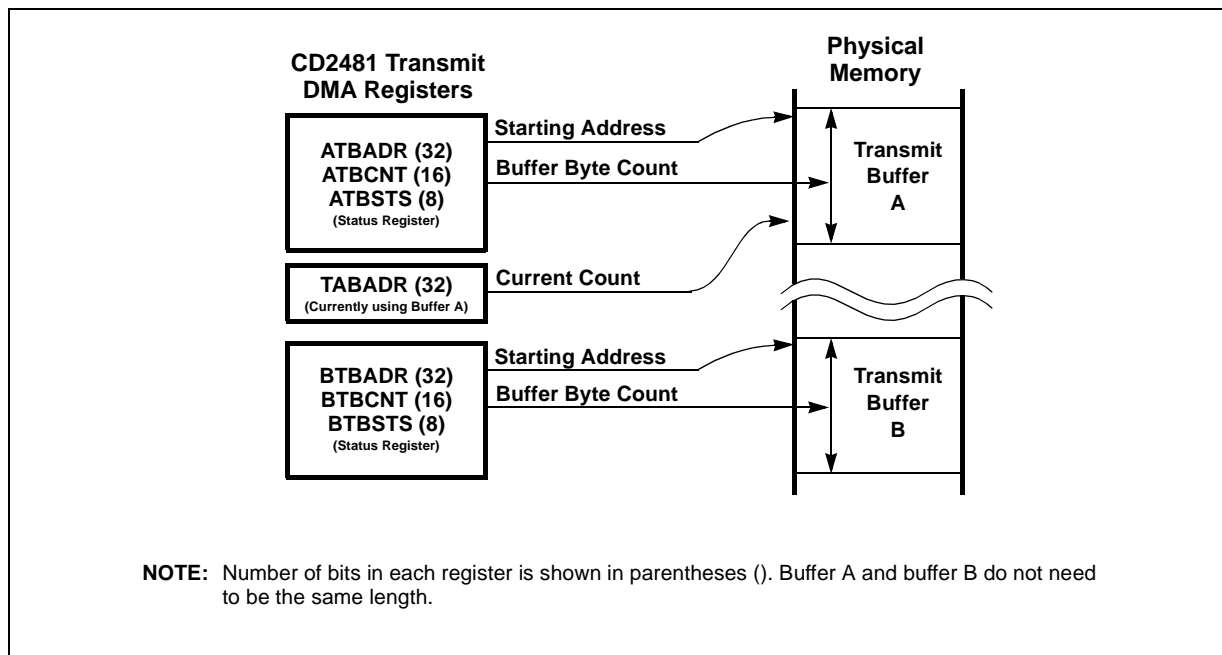 CD2481 Transmit
DMA Registers
Physical
Memory
ATBADR (32)
ATBCNT (16)
ATBSTS (8)
(Status Register)
Starting Address
Buffer Byte Count
Transmit
Buffer
A
TABADR (32)
(Currently using Buffer A)
Current Count
BTBADR (32)
BTBCNT (16)
BTBSTS (8)
(Status Register)
Starting Address
Buffer Byte Count
Transmit
Buffer
B
NOTE: Number of bits in each register is shown in parentheses (). Buffer A and buffer B do not need
to be the same length.